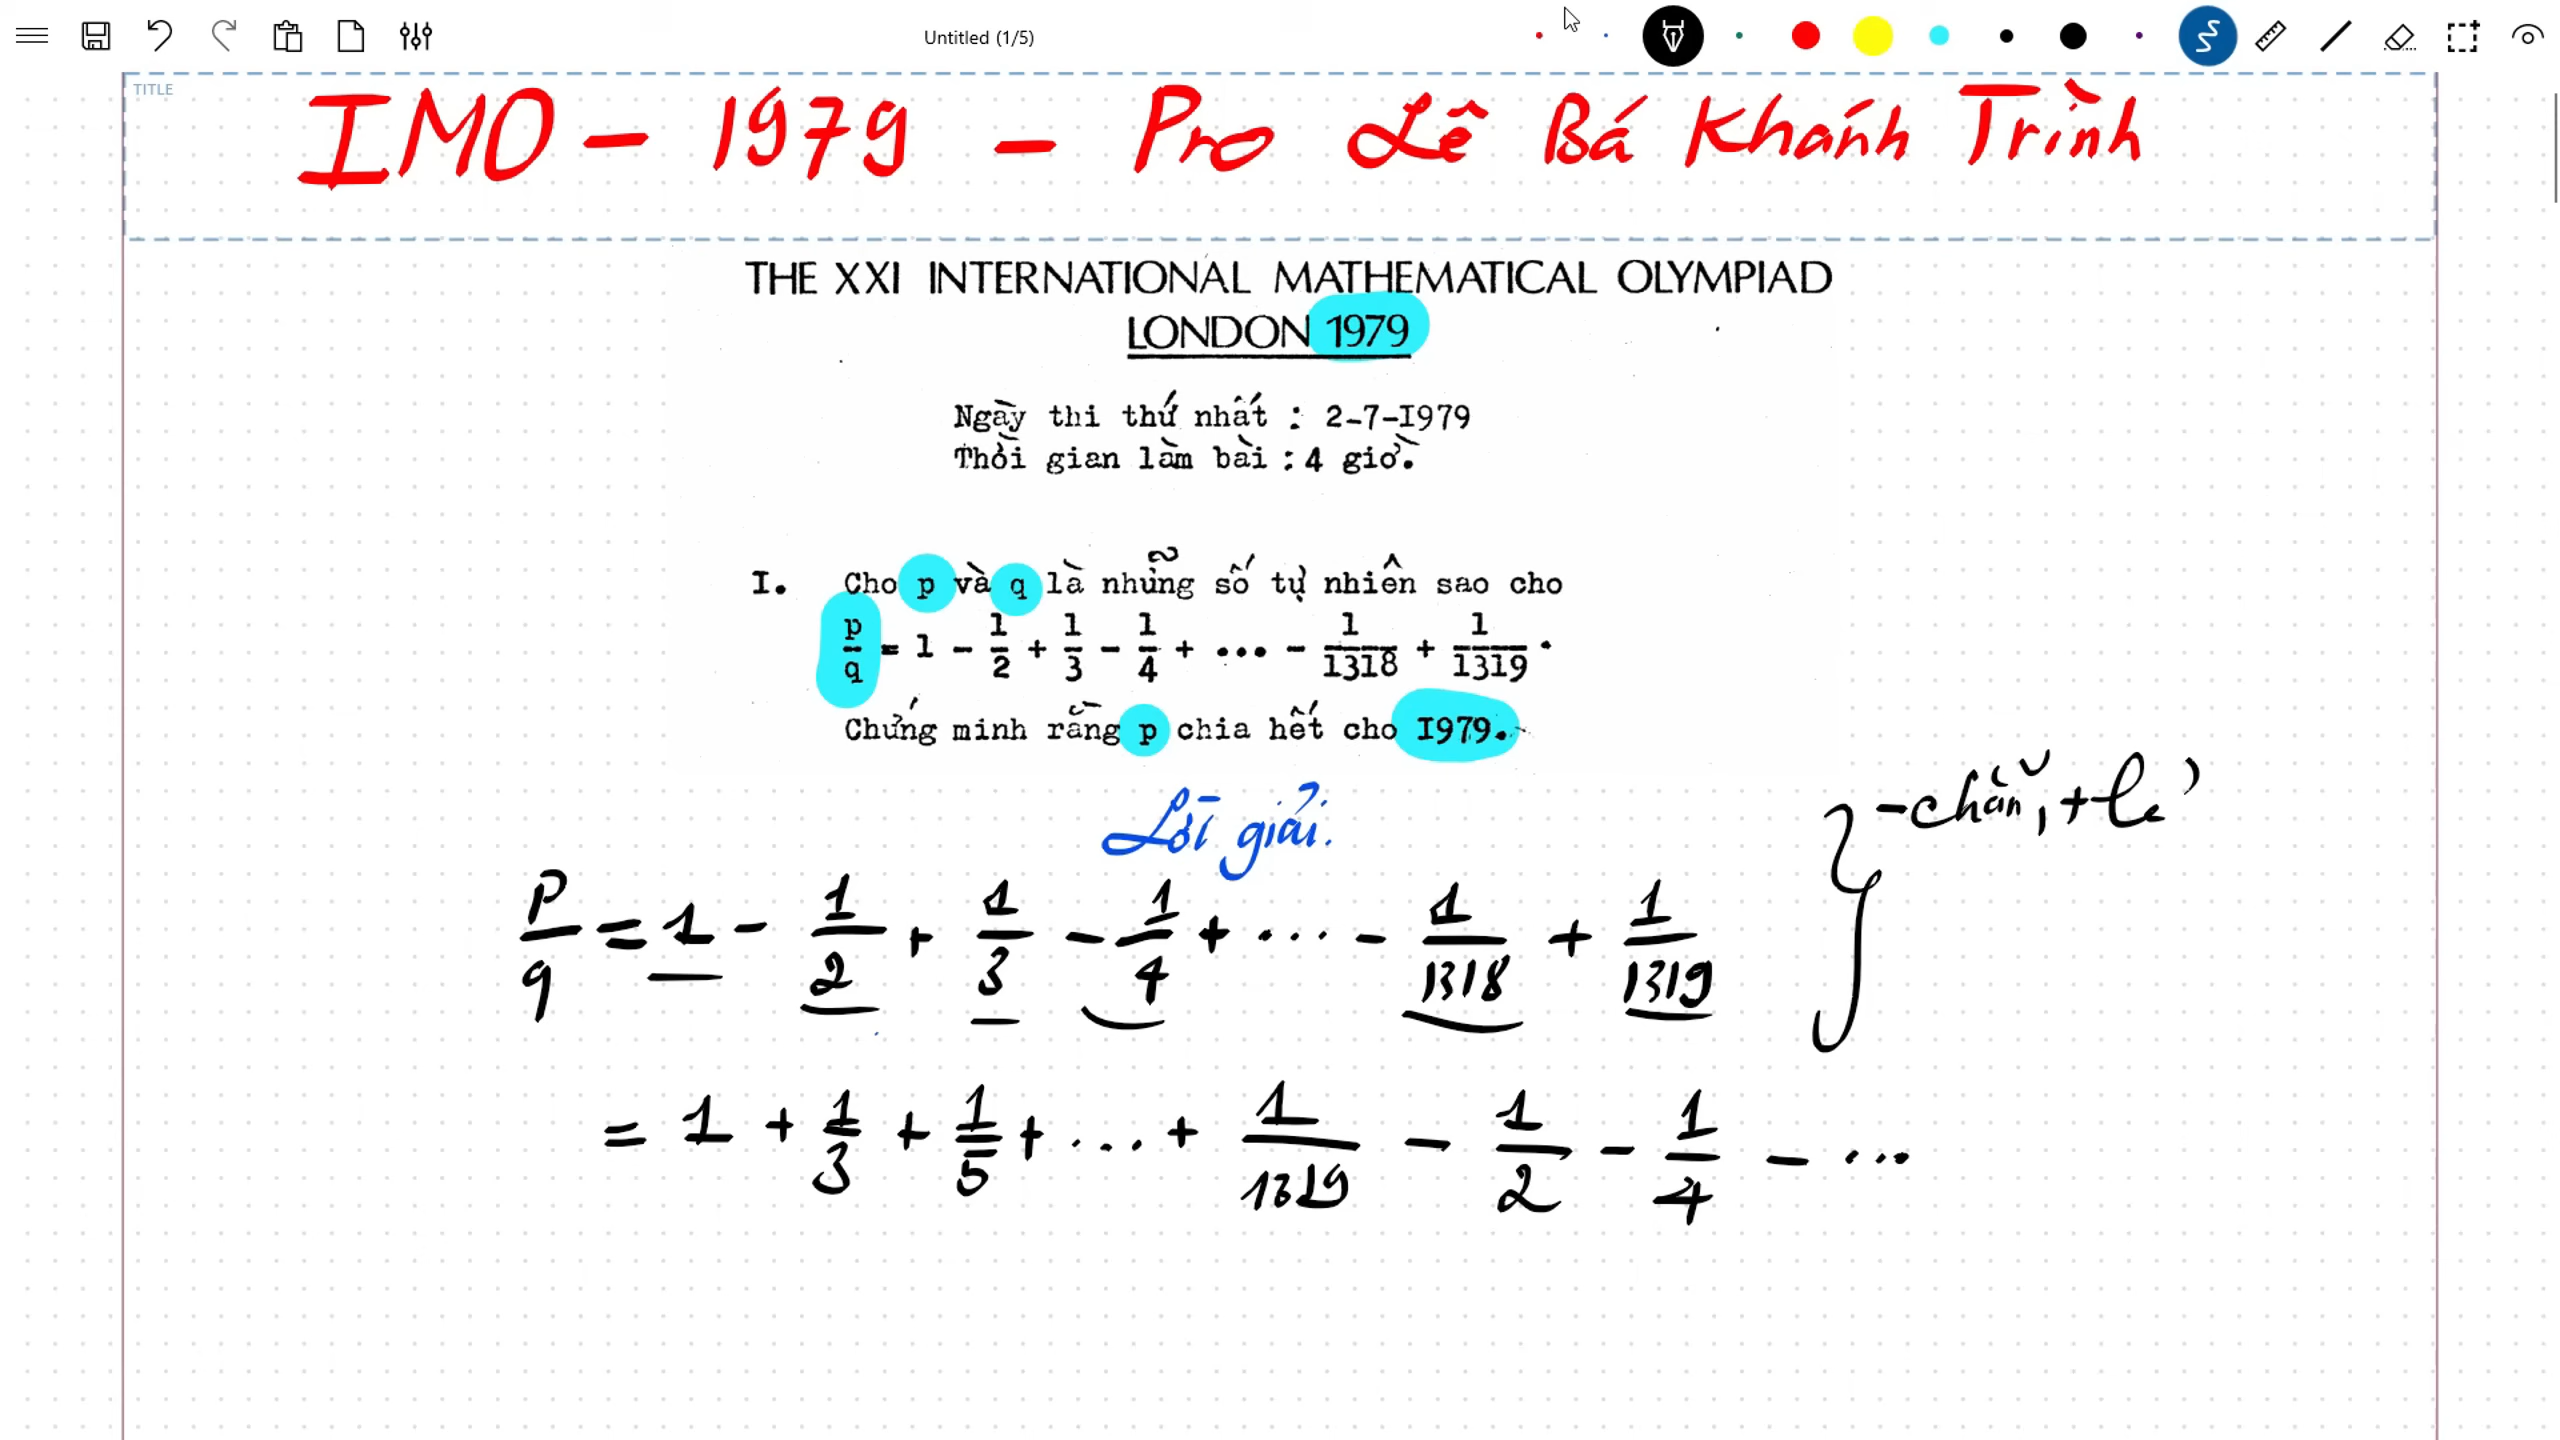 Untitled (1/5)
TITLE
IMO - 1979 - Pro Lê Bá Khánh Trình
THE XXI INTERNATIONAL MATHEMATICAL OLYMPIAD
LONDON 1979
Ngày thi thứ nhất : 2-7-I979
Thời gian làm bài : 4 giờ.
I. Cho p và q là những số tự nhiên sao cho
p/q = 1 - 1/2 + 1/3 - 1/4 + ... - 1/1318 + 1/1319 .
Chứng minh rằng p chia hết cho I979.
Lời giải.
-chẵn, + lẻ
p/q = 1 - 1/2 + 1/3 - 1/4 + ... - 1/1318 + 1/1319
= 1 + 1/3 + 1/5 + ... + 1/1319 - 1/2 - 1/4 - ...